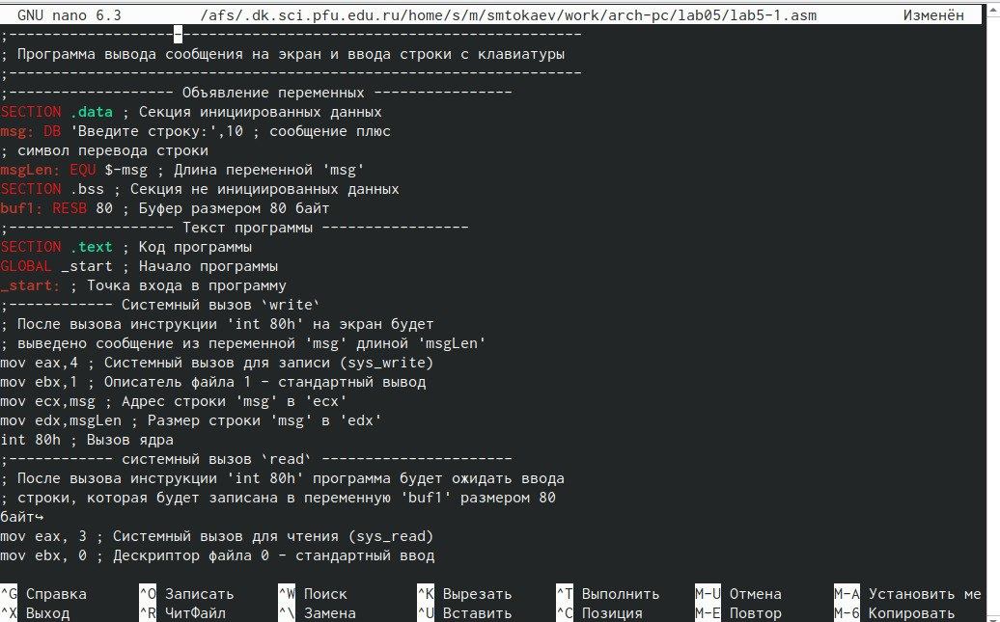 GNU nano 6.3 /afs/.dk.sci.pfu.edu.ru/home/s/m/smtokaev/work/arch-pc/lab05/lab5-1.asm Изменён
;------------------------------------------------------------------
; Программа вывода сообщения на экран и ввода строки с клавиатуры
;------------------------------------------------------------------
;------------------- Объявление переменных ----------------
SECTION .data ; Секция инициированных данных
msg: DB 'Введите строку:',10 ; сообщение плюс
; символ перевода строки
msgLen: EQU $-msg ; Длина переменной 'msg'
SECTION .bss ; Секция не инициированных данных
buf1: RESB 80 ; Буфер размером 80 байт
;------------------- Текст программы -----------------
SECTION .text ; Код программы
GLOBAL _start ; Начало программы
_start: ; Точка входа в программу
;------------ Cистемный вызов `write`
; После вызова инструкции 'int 80h' на экран будет
; выведено сообщение из переменной 'msg' длиной 'msgLen'
mov eax,4 ; Системный вызов для записи (sys_write)
mov ebx,1 ; Описатель файла 1 - стандартный вывод
mov ecx,msg ; Адрес строки 'msg' в 'ecx'
mov edx,msgLen ; Размер строки 'msg' в 'edx'
int 80h ; Вызов ядра
;------------ системный вызов `read` ----------------------
; После вызова инструкции 'int 80h' программа будет ожидать ввода
; строки, которая будет записана в переменную 'buf1' размером 80
байт↪
mov eax, 3 ; Системный вызов для чтения (sys_read)
mov ebx, 0 ; Дескриптор файла 0 - стандартный ввод
^G Справка ^O Записать ^W Поиск ^K Вырезать ^T Выполнить M-U Отмена M-A Установить ме
^X Выход ^R ЧитФайл ^\ Замена ^U Вставить ^C Позиция M-E Повтор M-6 Копировать